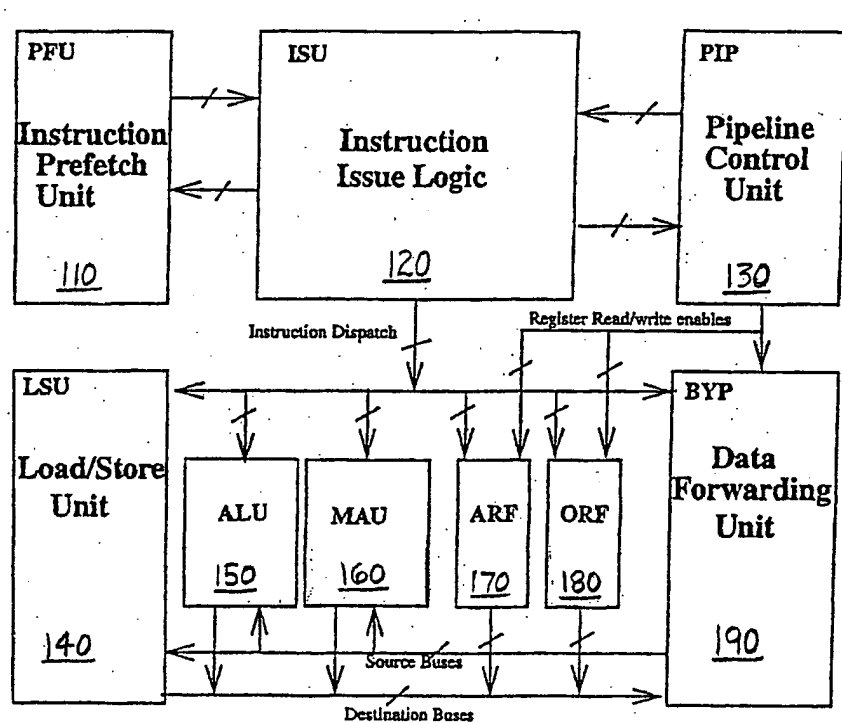 PFU
Instruction
Prefetch
Unit
110
ISU
Instruction
Issue Logic
120
PIP
Pipeline
Control
Unit
130
Instruction Dispatch
Register Read/write enables
LSU
Load/Store
Unit
140
ALU
150
MAU
160
ARF
170
ORF
180
BYP
Data
Forwarding
Unit
190
Source Buses
Destination Buses